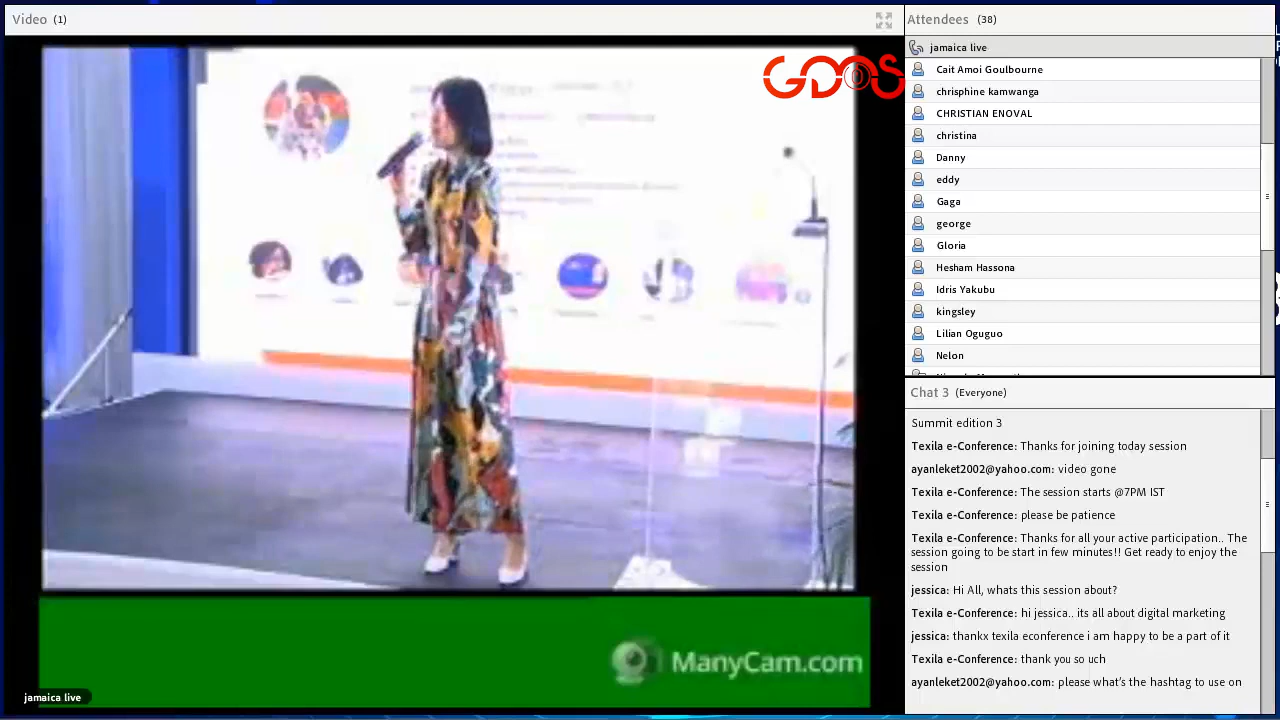 Video (1)
GDOS
ManyCam.com
jamaica live
Attendees (38)
jamaica live
Cait Amoi Goulbourne
chrisphine kamwanga
CHRISTIAN ENOVAL
christina
Danny
eddy
Gaga
george
Gloria
Hesham Hassona
Idris Yakubu
kingsley
Lilian Oguguo
Nelon
Chat 3 (Everyone)
Summit edition 3
Texila e-Conference: Thanks for joining today session
ayanleket2002@yahoo.com: video gone
Texila e-Conference: The session starts @7PM IST
Texila e-Conference: please be patience
Texila e-Conference: Thanks for all your active participation.. The
session going to be start in few minutes!! Get ready to enjoy the
session
jessica: Hi All, whats this session about?
Texila e-Conference: hi jessica.. its all about digital marketing
jessica: thankx texila econference i am happy to be a part of it
Texila e-Conference: thank you so uch
ayanleket2002@yahoo.com: please what's the hashtag to use on